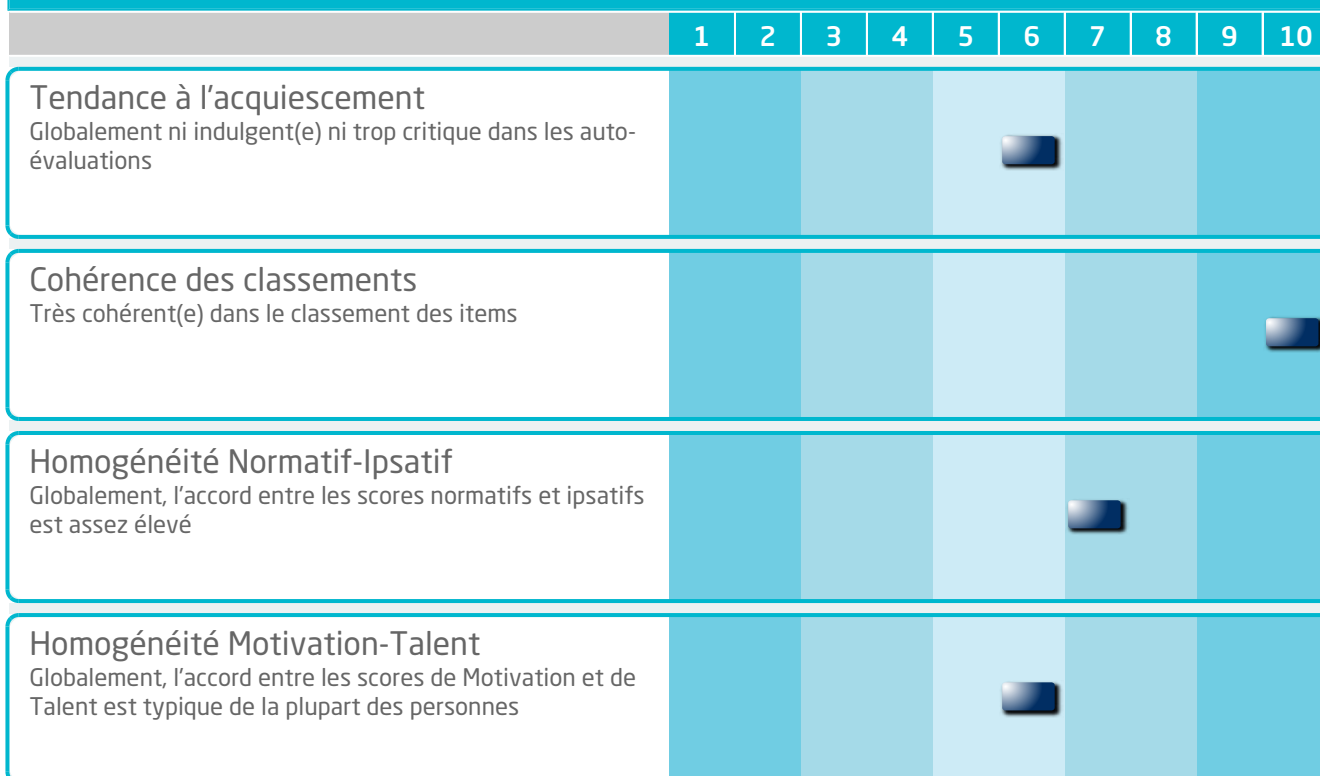 1 2 3 4 5 6 7 8 9 10
Tendance à l’acquiescement
Globalement ni indulgent(e) ni trop critique dans les auto-
évaluations
Cohérence des classements
Très cohérent(e) dans le classement des items
Homogénéité Normatif-Ipsatif
Globalement, l’accord entre les scores normatifs et ipsatifs
est assez élevé
Homogénéité Motivation-Talent
Globalement, l’accord entre les scores de Motivation et de
Talent est typique de la plupart des personnes